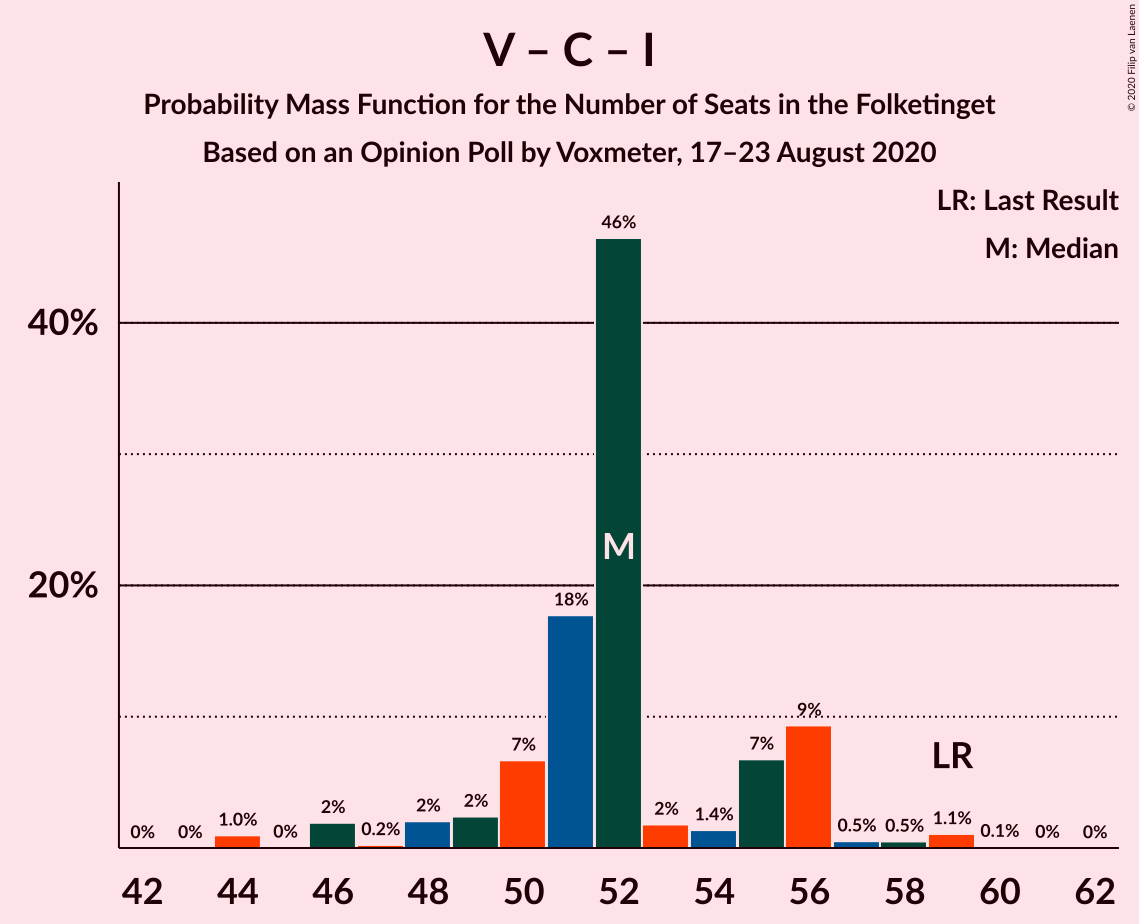 V – C – I
Probability Mass Function for the Number of Seats in the Folketinget
Based on an Opinion Poll by Voxmeter, 17–23 August 2020
© 2020 Filip van Laenen
LR: Last Result
M: Median
40%
20%
0%
0%
1.0%
0%
2%
0.2%
2%
2%
7%
18%
46%
M
2%
1.4%
7%
9%
0.5%
0.5%
1.1%
LR
0.1%
0%
0%
42 44 46 48 50 52 54 56 58 60 62